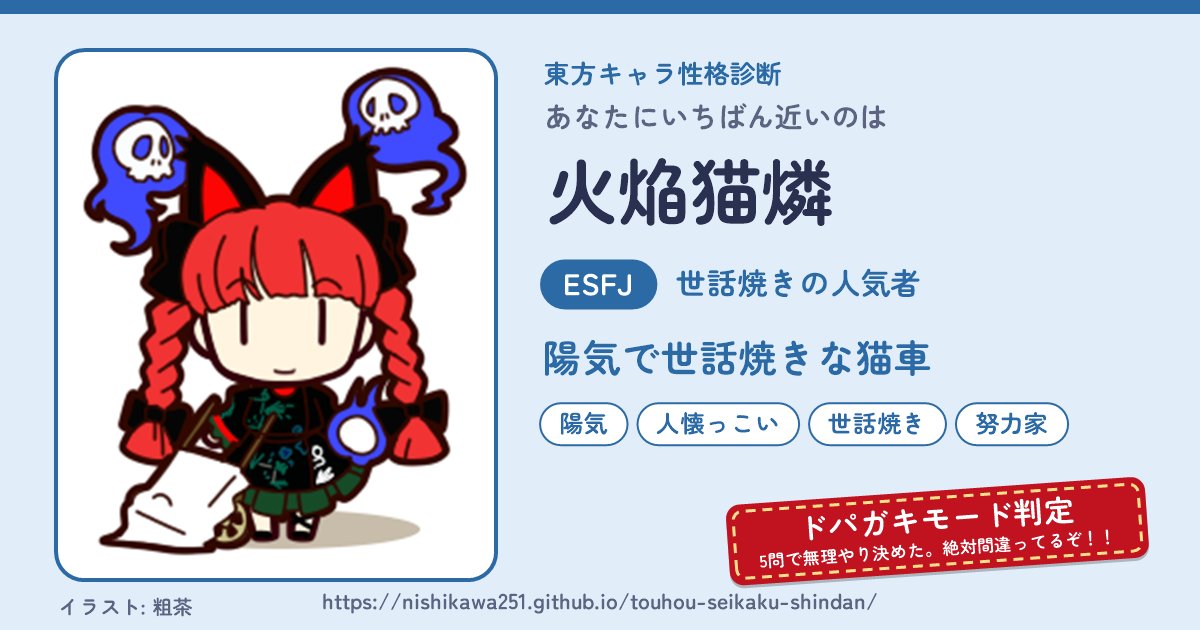 東方キャラ性格診断
あなたにいちばん近いのは
火焔猫燐
ESFJ 世話焼きの人気者
陽気で世話焼きな猫車
陽気 人懐っこい 世話焼き 努力家
ドパガキモード判定
5問で無理やり決めた。絶対間違ってるぞ！！
イラスト: 粗茶
https://nishikawa251.github.io/touhou-seikaku-shindan/